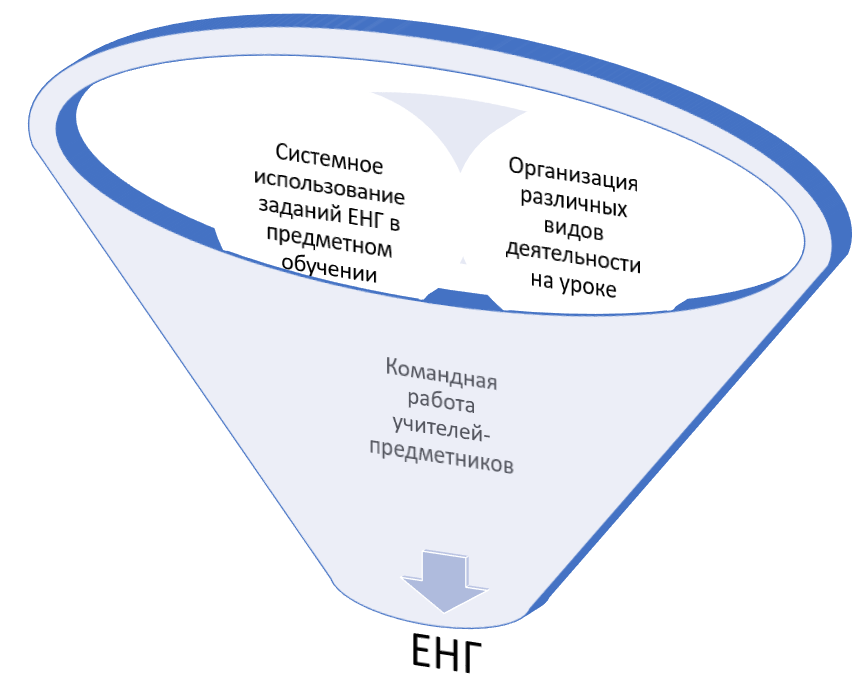 Системное
использование
заданий ЕНГ в
предметном
обучении
Организация
различных
видов
деятельности
на уроке
Командная
работа
учителей-
предметников
ЕНГ